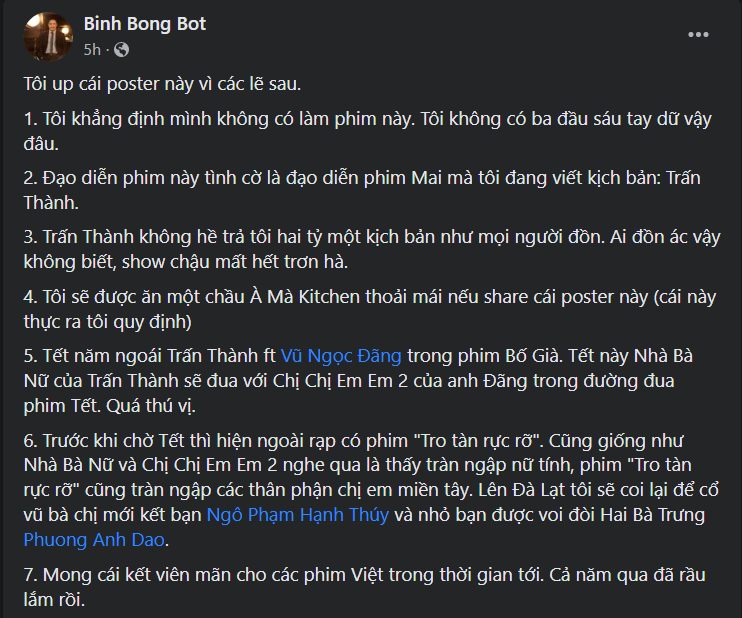 Binh Bong Bot
5h ·
Tôi up cái poster này vì các lẽ sau.
1. Tôi khẳng định mình không có làm phim này. Tôi không có ba đầu sáu tay dữ vậy
đâu.
2. Đạo diễn phim này tình cờ là đạo diễn phim Mai mà tôi đang viết kịch bản: Trấn
Thành.
3. Trấn Thành không hề trả tôi hai tỷ một kịch bản như mọi người đồn. Ai đồn ác vậy
không biết, show chậu mất hết trơn hà.
4. Tôi sẽ được ăn một chầu À Mà Kitchen thoải mái nếu share cái poster này (cái này
thực ra tôi quy định)
5. Tết năm ngoái Trấn Thành ft Vũ Ngọc Đãng trong phim Bố Già. Tết này Nhà Bà
Nữ của Trấn Thành sẽ đua với Chị Chị Em Em 2 của anh Đãng trong đường đua
phim Tết. Quá thú vị.
6. Trước khi chờ Tết thì hiện ngoài rạp có phim "Tro tàn rực rỡ". Cũng giống như
Nhà Bà Nữ và Chị Chị Em Em 2 nghe qua là thấy tràn ngập nữ tính, phim "Tro tàn
rực rỡ" cũng tràn ngập các thân phận chị em miền tây. Lên Đà Lạt tôi sẽ coi lại để cổ
vũ bà chị mới kết bạn Ngô Phạm Hạnh Thúy và nhỏ bạn được voi đòi Hai Bà Trưng
Phuong Anh Dao.
7. Mong cái kết viên mãn cho các phim Việt trong thời gian tới. Cả năm qua đã rầu
lắm rồi.